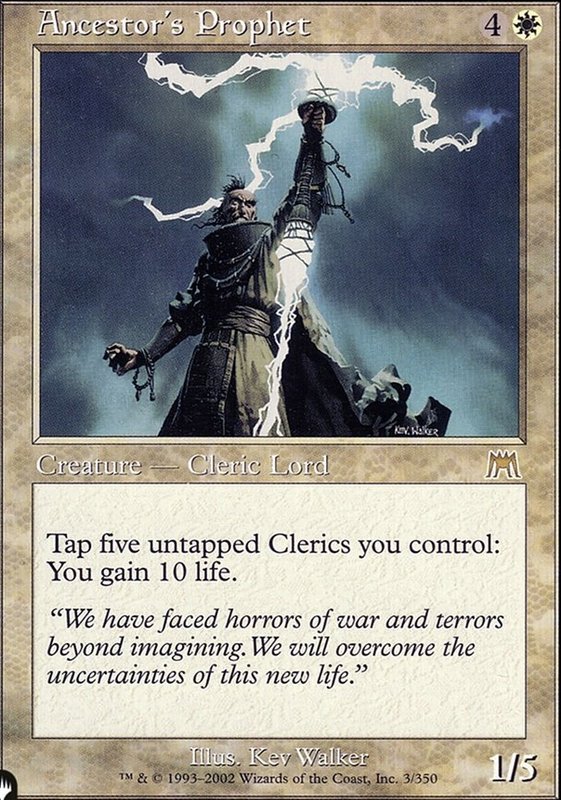 Ancestor's Prophet 4
KEV. WALKER
Creature — Cleric Lord
Tap five untapped Clerics you control:
You gain 10 life.
“We have faced horrors of war and terrors
beyond imagining. We will overcome the
uncertainties of this new life.”
Illus. Kev Walker
™ & © 1993–2002 Wizards of the Coast, Inc. 3/350
1/5